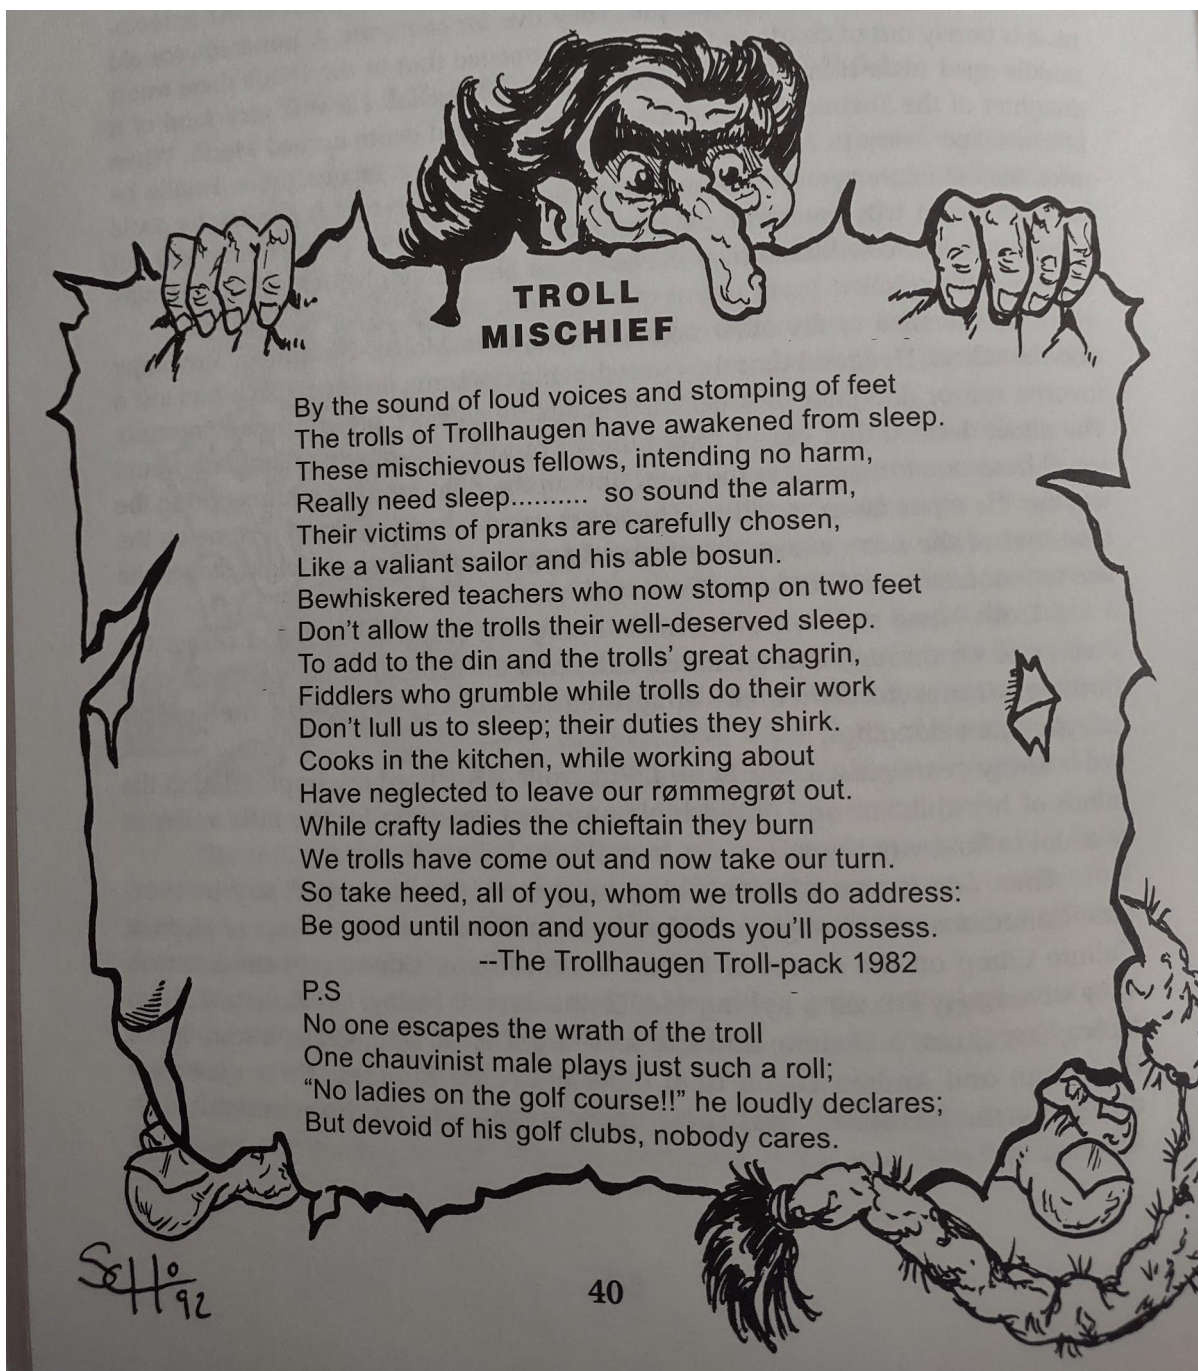 TROLL
MISCHIEF
By the sound of loud voices and stomping of feet
The trolls of Trollhaugen have awakened from sleep.
These mischievous fellows, intending no harm,
Really need sleep.......... so sound the alarm,
Their victims of pranks are carefully chosen,
Like a valiant sailor and his able bosun.
Bewhiskered teachers who now stomp on two feet
Don't allow the trolls their well-deserved sleep.
To add to the din and the trolls' great chagrin,
Fiddlers who grumble while trolls do their work
Don't lull us to sleep; their duties they shirk.
Cooks in the kitchen, while working about
Have neglected to leave our rømmegrøt out.
While crafty ladies the chieftain they burn
We trolls have come out and now take our turn.
So take heed, all of you, whom we trolls do address:
Be good until noon and your goods you'll possess.
--The Trollhaugen Troll-pack 1982
P.S
No one escapes the wrath of the troll
One chauvinist male plays just such a roll;
“No ladies on the golf course!!” he loudly declares;
But devoid of his golf clubs, nobody cares.
92
40